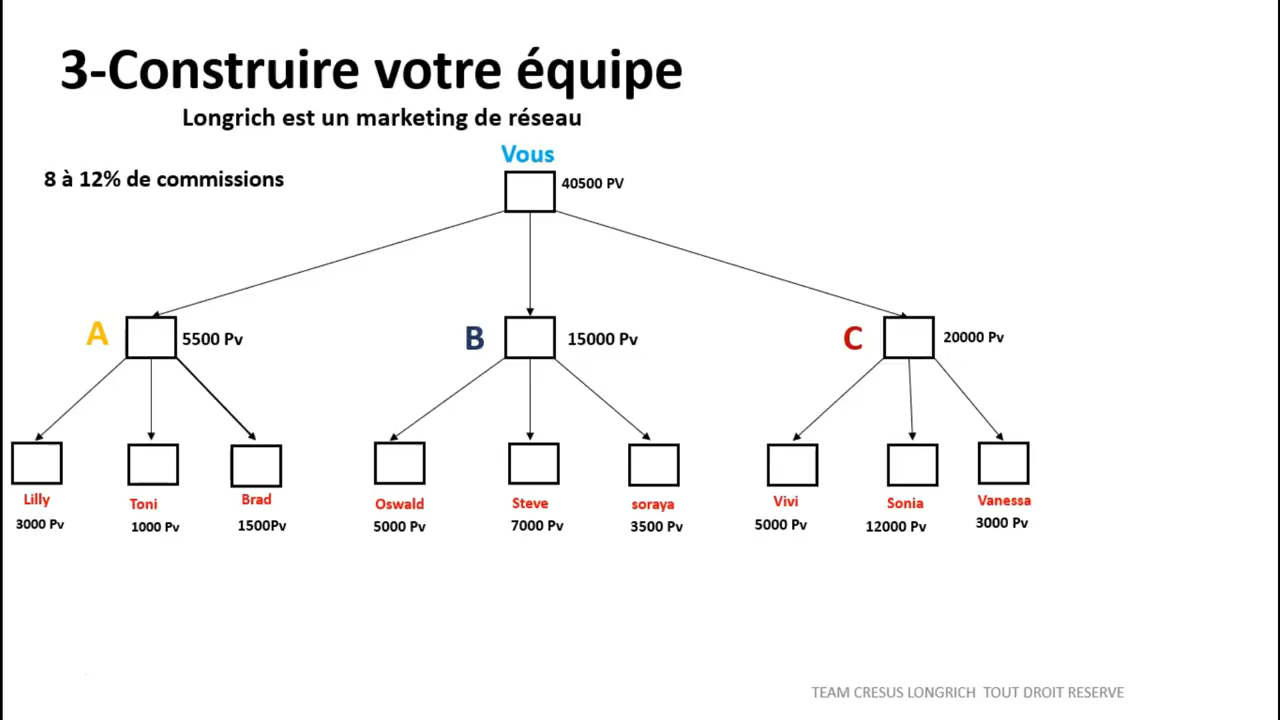 3-Construire votre équipe
Longrich est un marketing de réseau
Vous
8 à 12% de commissions
40500 PV
A
5500 Pv
B
15000 Pv
C
20000 Pv
Lilly
Toni
Brad
Oswald
Steve
soraya
Vivi
Sonia
Vanessa
3000 Pv
1000 Pv
1500Pv
5000 Pv
7000 Pv
3500 Pv
5000 Pv
12000 Pv
3000 Pv
TEAM CRESUS LONGRICH TOUT DROIT RESERVE